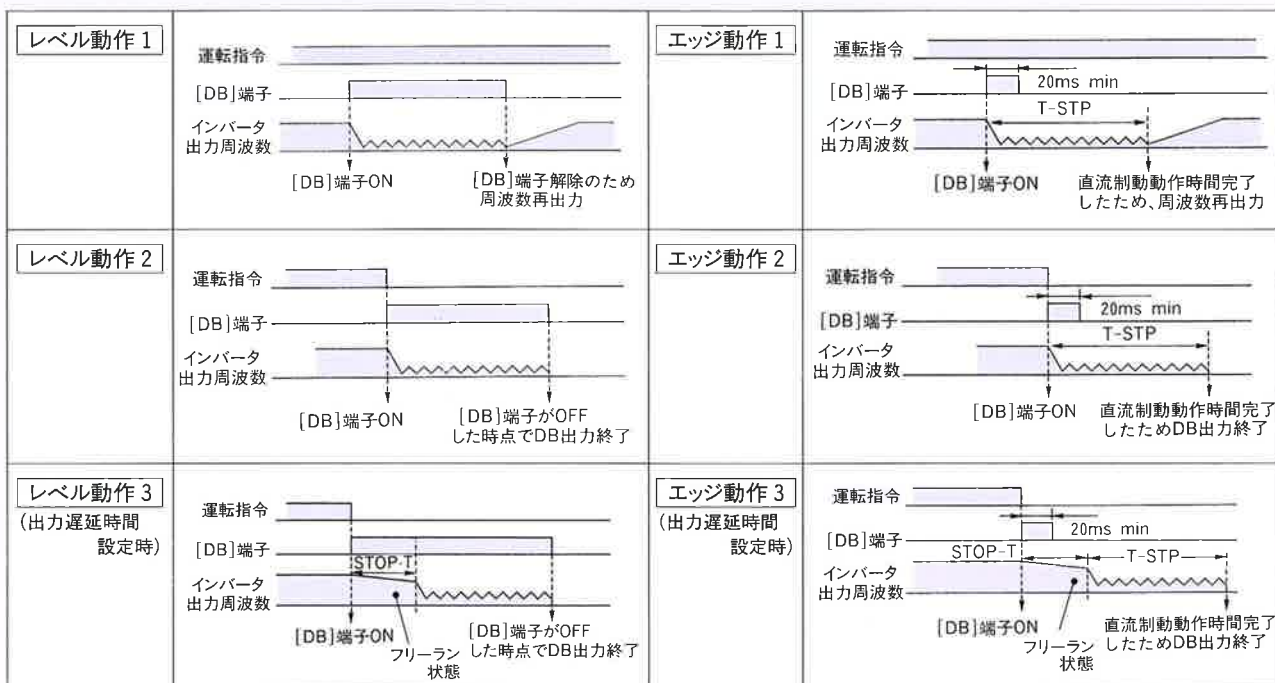 レベル動作1
運転指令
[DB]端子
インバータ
出力周波数
[DB]端子ON
[DB]端子解除のため
周波数再出力
エッジ動作1
運転指令
[DB]端子
20ms min
T-STP
インバータ
出力周波数
[DB]端子ON
直流制動動作時間完了
したため、周波数再出力
レベル動作2
運転指令
[DB]端子
インバータ
出力周波数
[DB]端子ON
[DB]端子がOFF
した時点でDB出力終了
エッジ動作2
運転指令
[DB]端子
20ms min
T-STP
インバータ
出力周波数
[DB]端子ON
直流制動動作時間完了
したためDB出力終了
レベル動作3
(出力遅延時間
設定時)
運転指令
[DB]端子
STOP-T
インバータ
出力周波数
[DB]端子ON
フリーラン
状態
[DB]端子がOFF
した時点でDB出力終了
エッジ動作3
(出力遅延時間
設定時)
運転指令
[DB]端子
20ms min
STOP-T
T-STP
インバータ
出力周波数
[DB]端子ON
フリーラン
状態
直流制動動作時間完了
したためDB出力終了